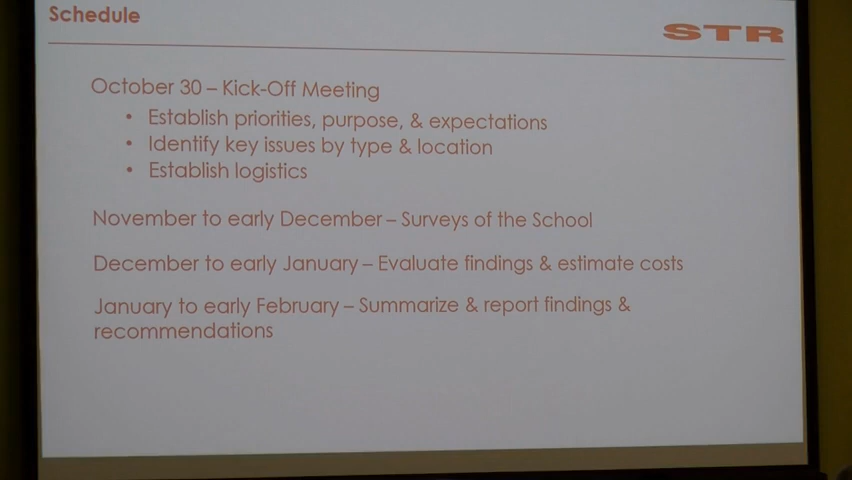 Schedule
STR
October 30 – Kick-Off Meeting
• Establish priorities, purpose, & expectations
• Identify key issues by type & location
• Establish logistics
November to early December – Surveys of the School
December to early January – Evaluate findings & estimate costs
January to early February – Summarize & report findings &
recommendations